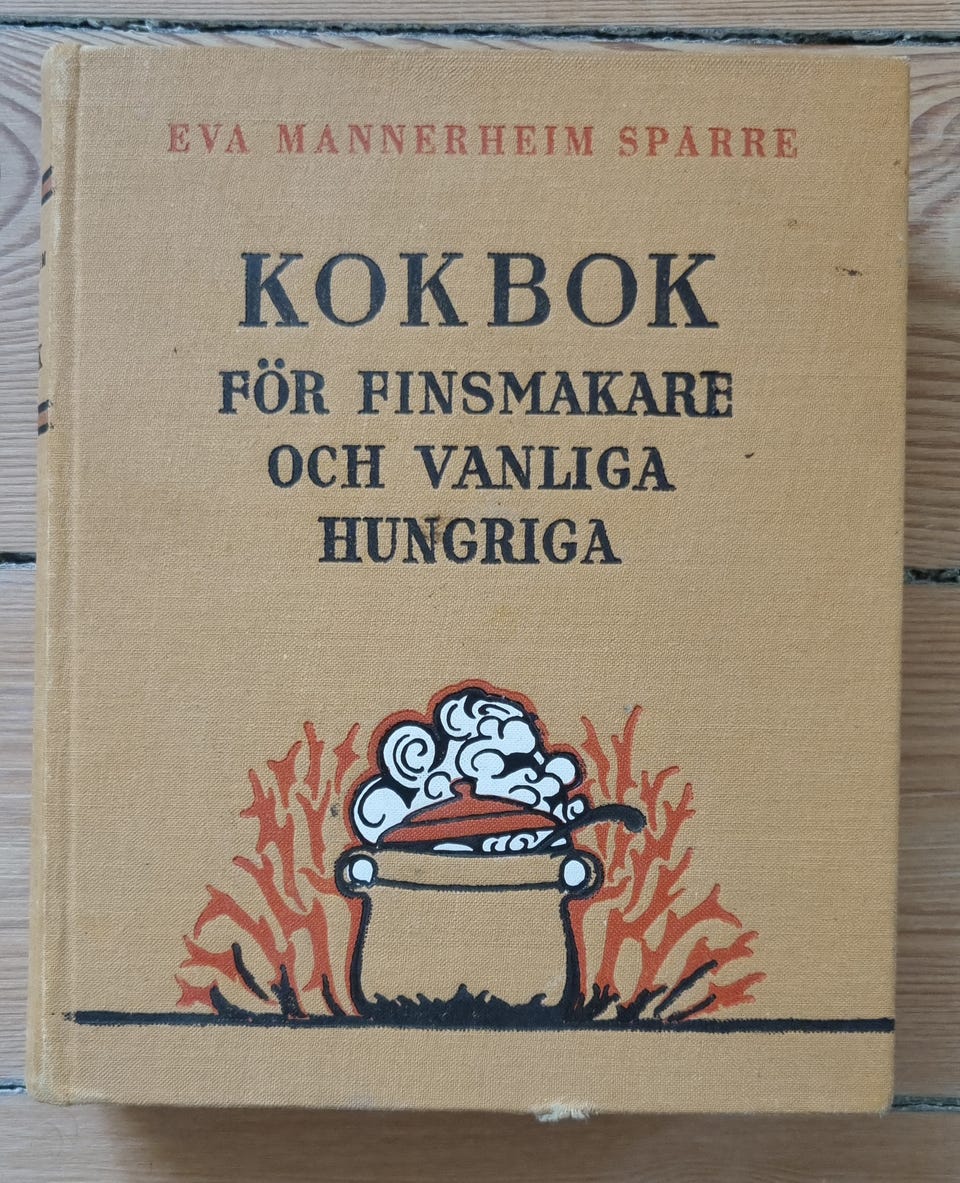 EVA MANNERHEIM SPARRE
KOKBOK
FÖR FINSMAKARE
OCH VANLIGA
HUNGRIGA